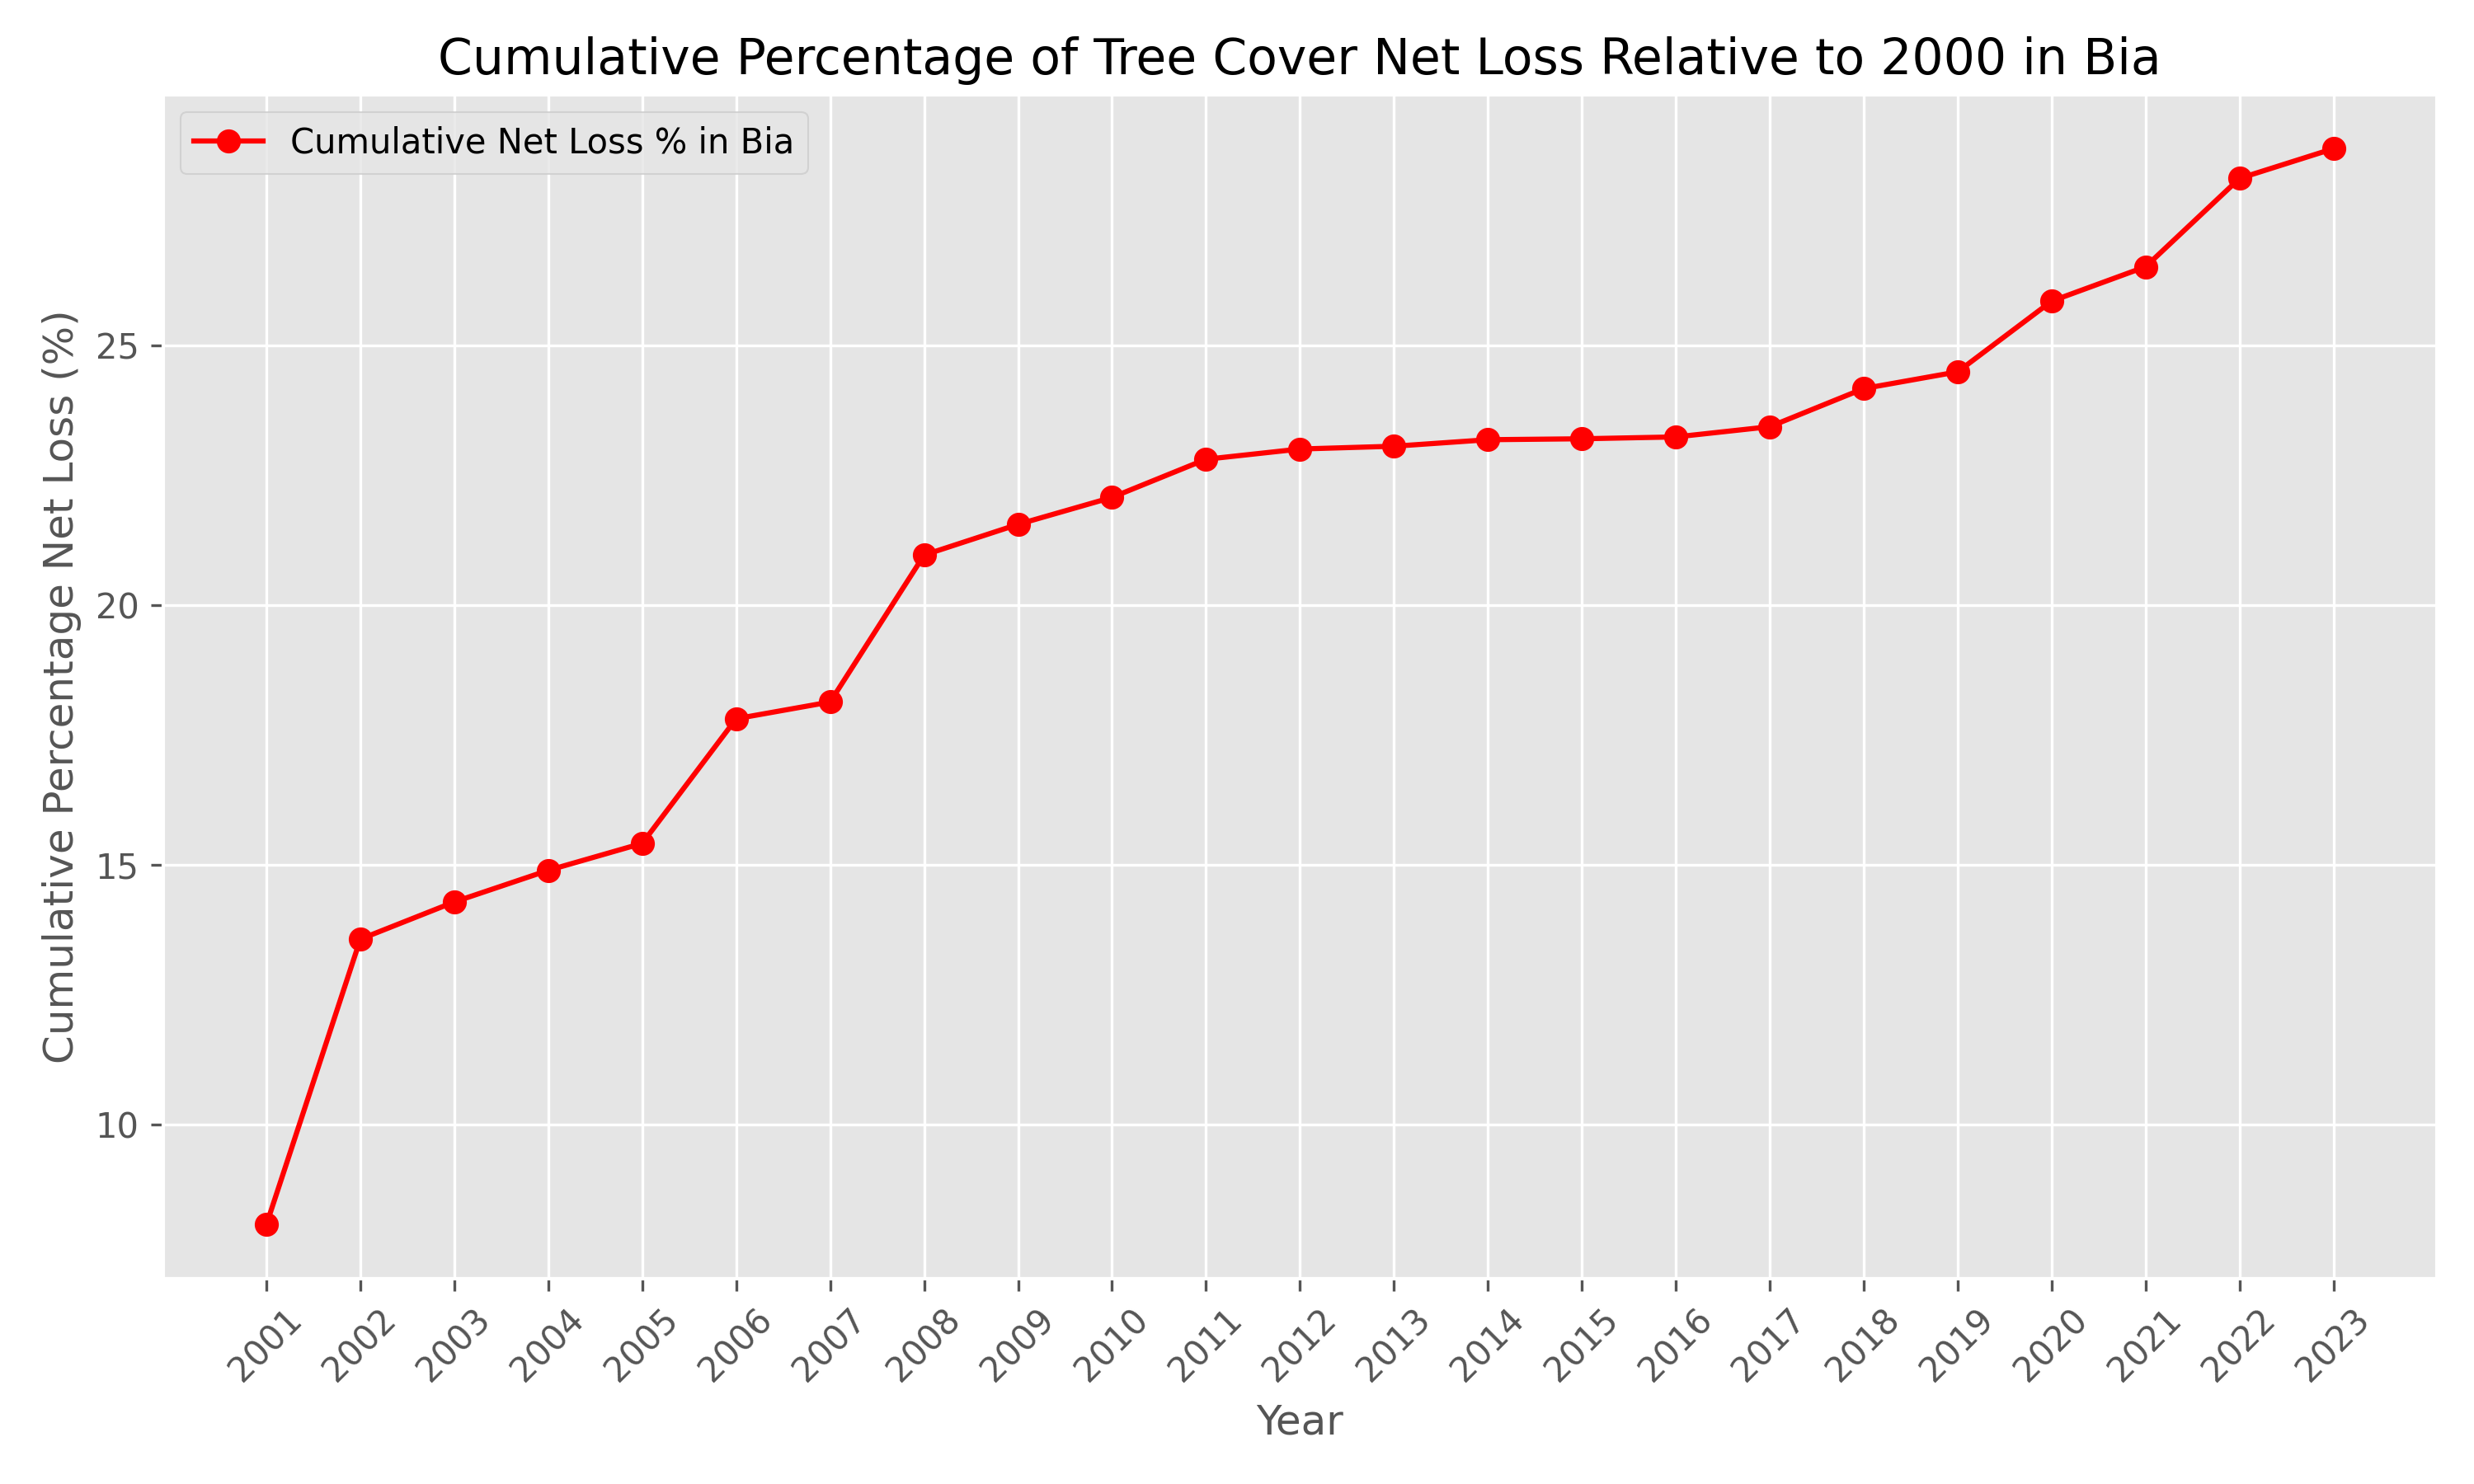 Cumulative Percentage of Tree Cover Net Loss Relative to 2000 in Bia
Cumulative Net Loss % in Bia
Cumulative Percentage Net Loss (%)
25
20
15
10
2001 2002 2003 2004 2005 2006 2007 2008 2009 2010 2011 2012 2013 2014 2015 2016 2017 2018 2019 2020 2021 2022 2023
Year